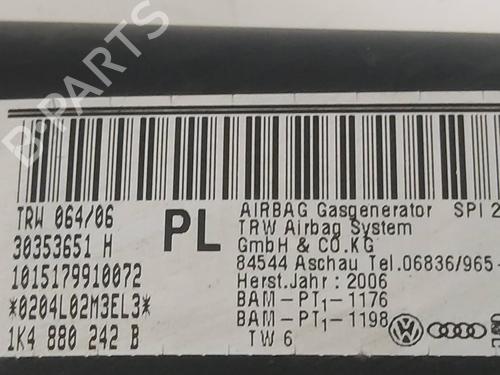 B-PARTS
TRW 064/06
30353651 H
1015179910072
*0204L02M3EL3*
1K4 880 242 B
PL
AIRBAG Gasgenerator SPI 2
TRW Airbag System
GmbH & CO.KG
84544 Aschau Tel.06836/965-
Herst.Jahr: 2006
BAM-PT1-1176
BAM-PT1-1198
TW 6